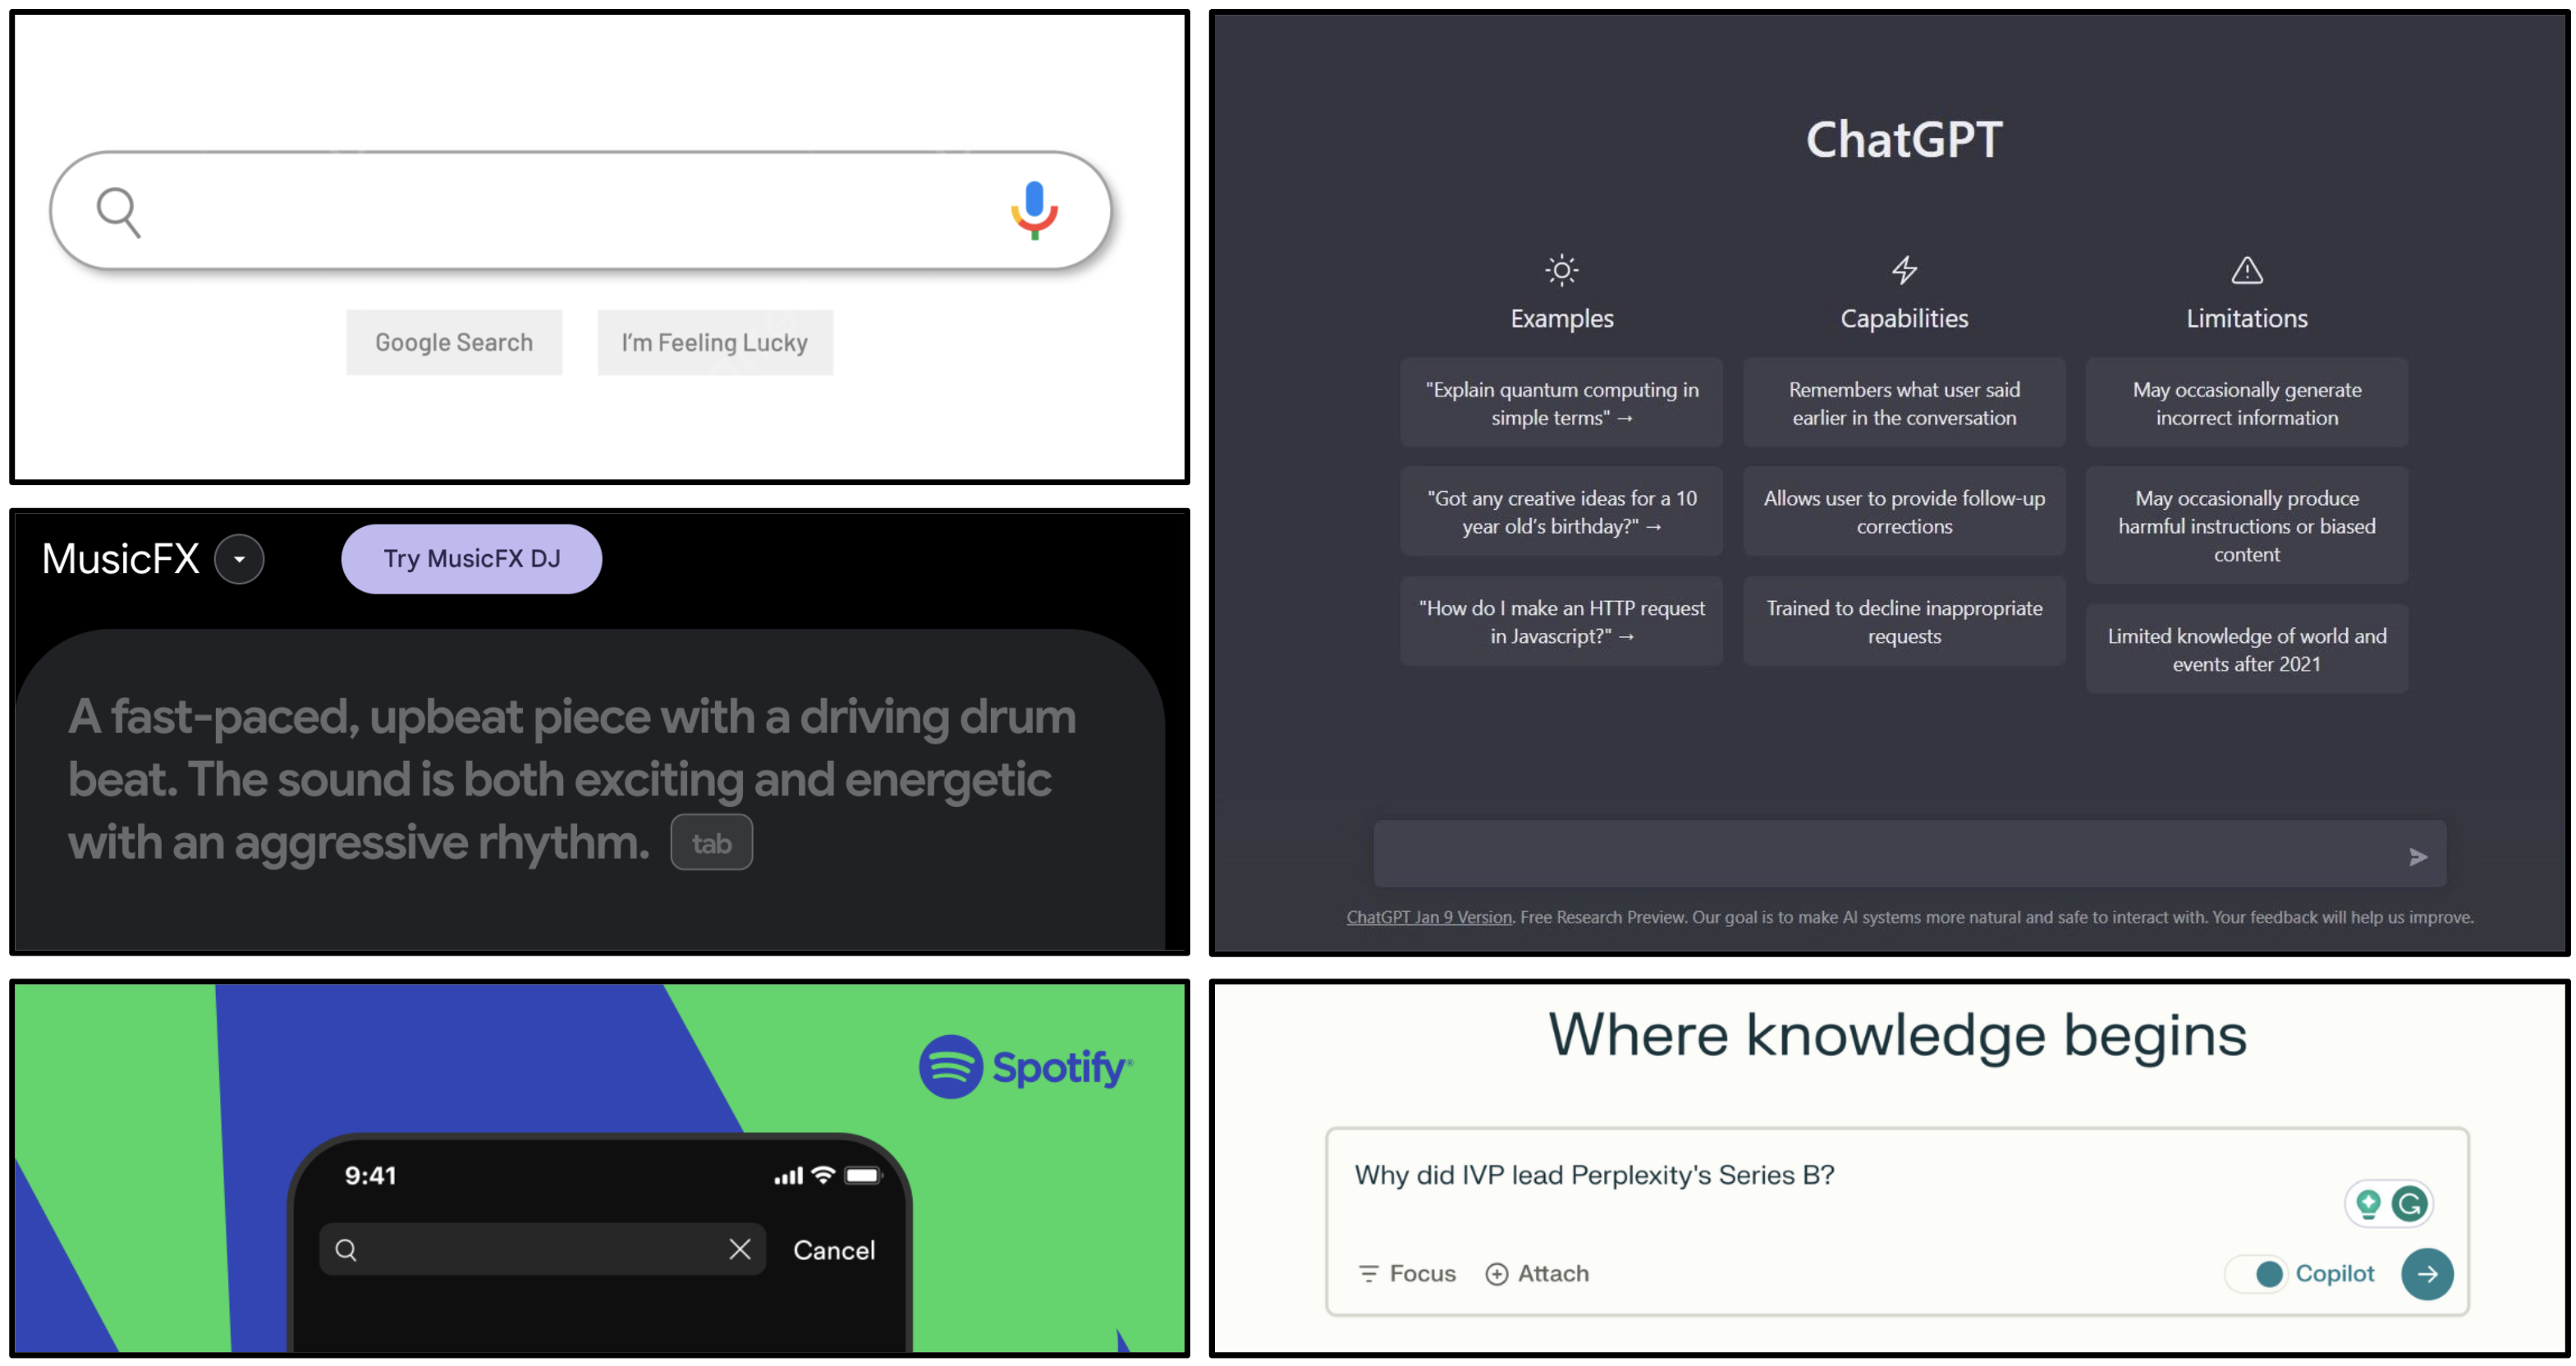 Google Search
I'm Feeling Lucky
ChatGPT
Examples
Capabilities
Limitations
"Explain quantum computing in
simple terms" →
Remembers what user said
earlier in the conversation
May occasionally generate
incorrect information
"Got any creative ideas for a 10
year old's birthday?" →
Allows user to provide follow-up
corrections
May occasionally produce
harmful instructions or biased
content
"How do I make an HTTP request
in Javascript?" →
Trained to decline inappropriate
requests
Limited knowledge of world and
events after 2021
ChatGPT Jan 9 Version. Free Research Preview. Our goal is to make AI systems more natural and safe to interact with. Your feedback will help us improve.
MusicFX
Try MusicFX DJ
A fast-paced, upbeat piece with a driving drum
beat. The sound is both exciting and energetic
with an aggressive rhythm. tab
Spotify®
9:41
Cancel
Where knowledge begins
Why did IVP lead Perplexity's Series B?
Focus
Attach
Copilot